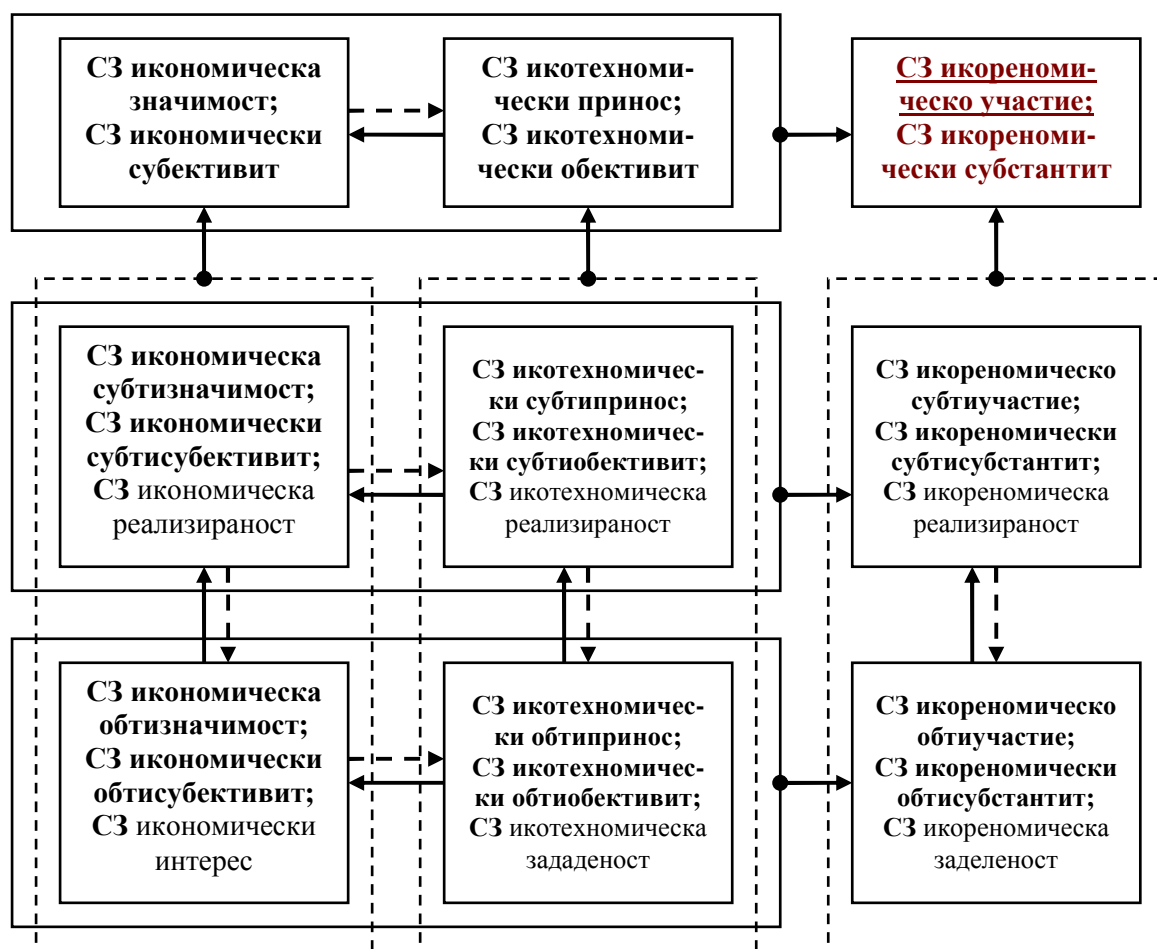 СЗ икономическа
значимост;
СЗ икономически
субективит
СЗ икотехноми-
чески принос;
СЗ икотехноми-
чески обективит
СЗ икореноми-
ческо участие;
СЗ икореноми-
чески субстантит
СЗ икономическа
субтизначимост;
СЗ икономически
субтисубективит;
СЗ икономическа
реализираност
СЗ икотехномичес-
ки субтипринос;
СЗ икотехномичес-
ки субтиобективит;
СЗ икотехномическа
реализираност
СЗ икореномическо
субтиучастие;
СЗ икореномически
субтисубстантит;
СЗ икореномическа
реализираност
СЗ икономическа
обтизначимост;
СЗ икономически
обтисубективит;
СЗ икономически
интерес
СЗ икотехномичес-
ки обтипринос;
СЗ икотехномичес-
ки обтиобективит;
СЗ икотехномическа
зададеност
СЗ икореномическо
обтиучастие;
СЗ икореномически
обтисубстантит;
СЗ икореномическа
заделеност